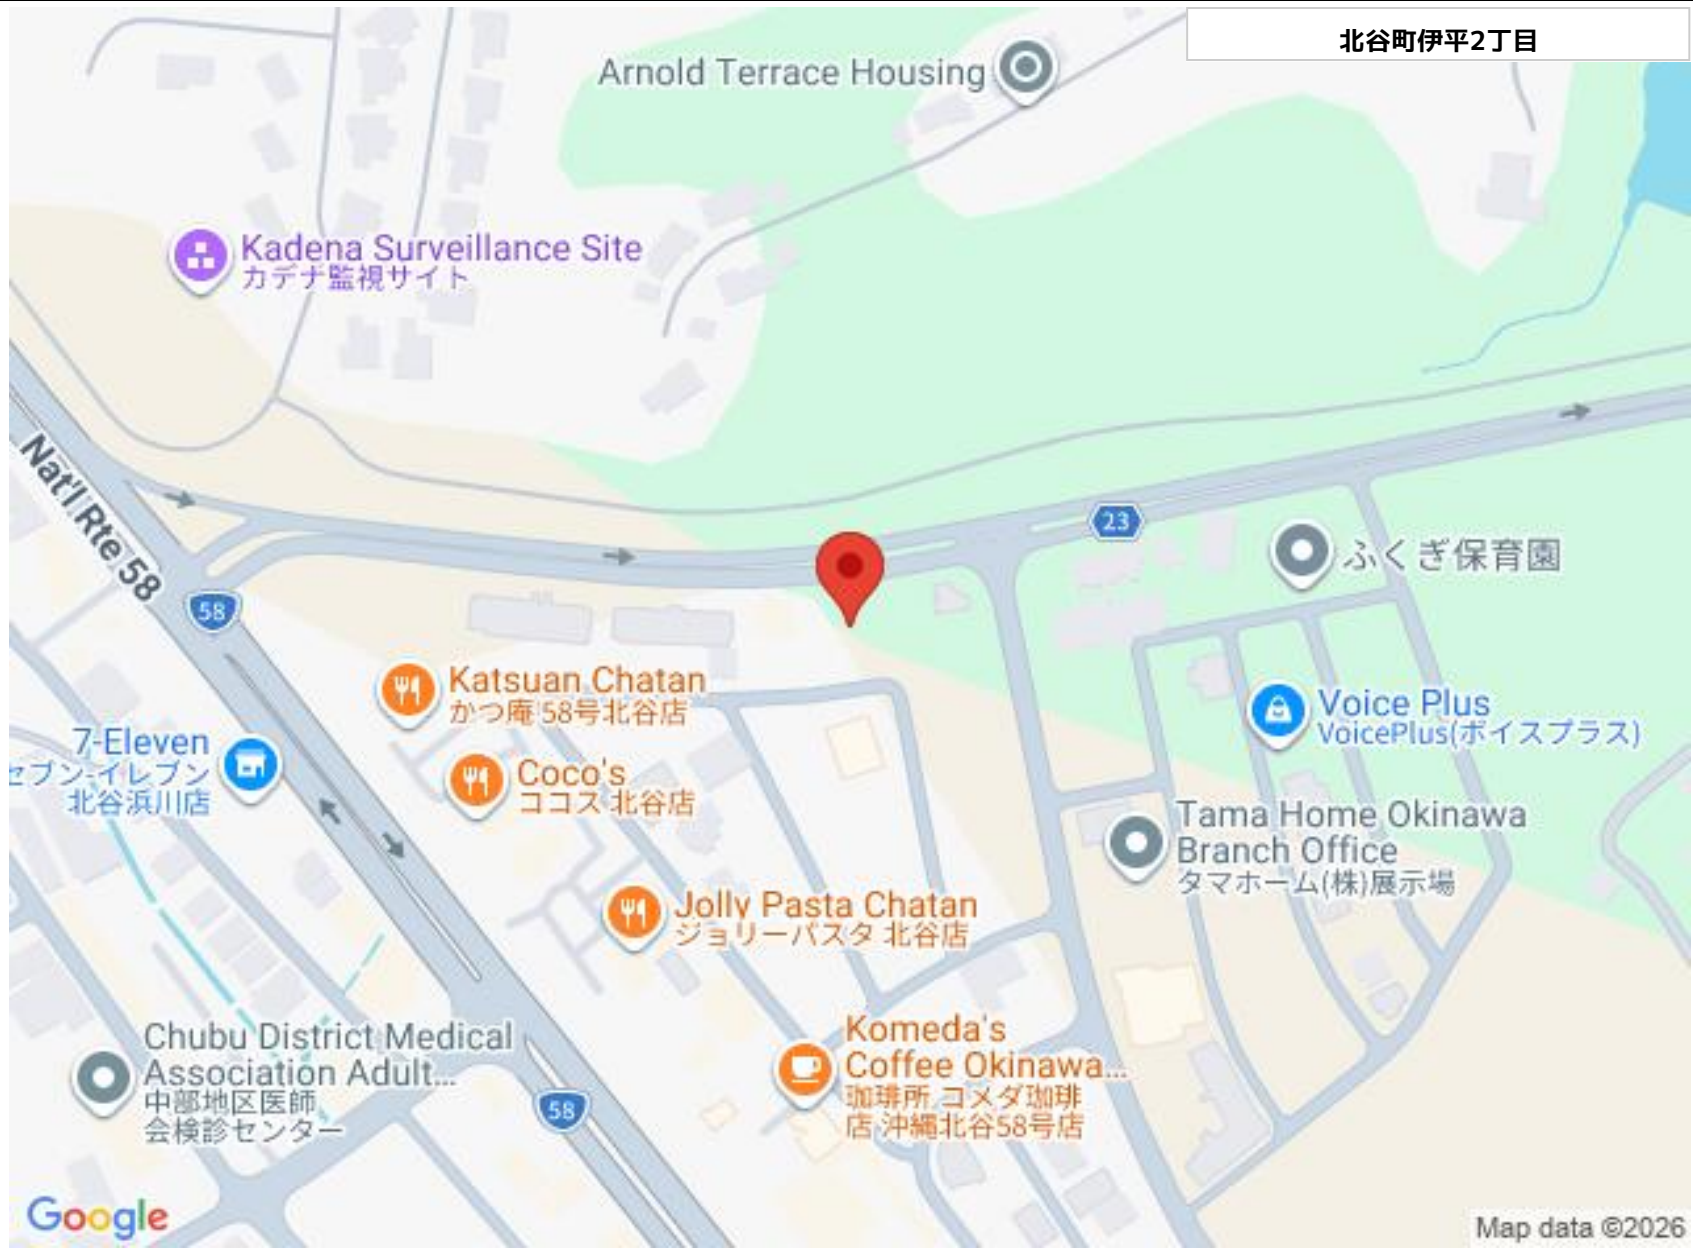 北谷町伊平2丁目
Arnold Terrace Housing
Kadena Surveillance Site
カデナ監視サイト
Nat'l Rte 58
23
ふくぎ保育園
58
Katsuan Chatan
かつ庵 58号北谷店
Voice Plus
VoicePlus(ボイスプラス)
7-Eleven
セブン-イレブン
北谷浜川店
Coco's
ココス 北谷店
Tama Home Okinawa
Branch Office
タマホーム(株)展示場
Jolly Pasta Chatan
ジョリーパスタ 北谷店
Chubu District Medical
Association Adult...
中部地区医師
会検診センター
Komeda's
Coffee Okinawa...
珈琲所 コメダ珈琲
店 沖縄北谷58号店
58
Google
Map data ©2026